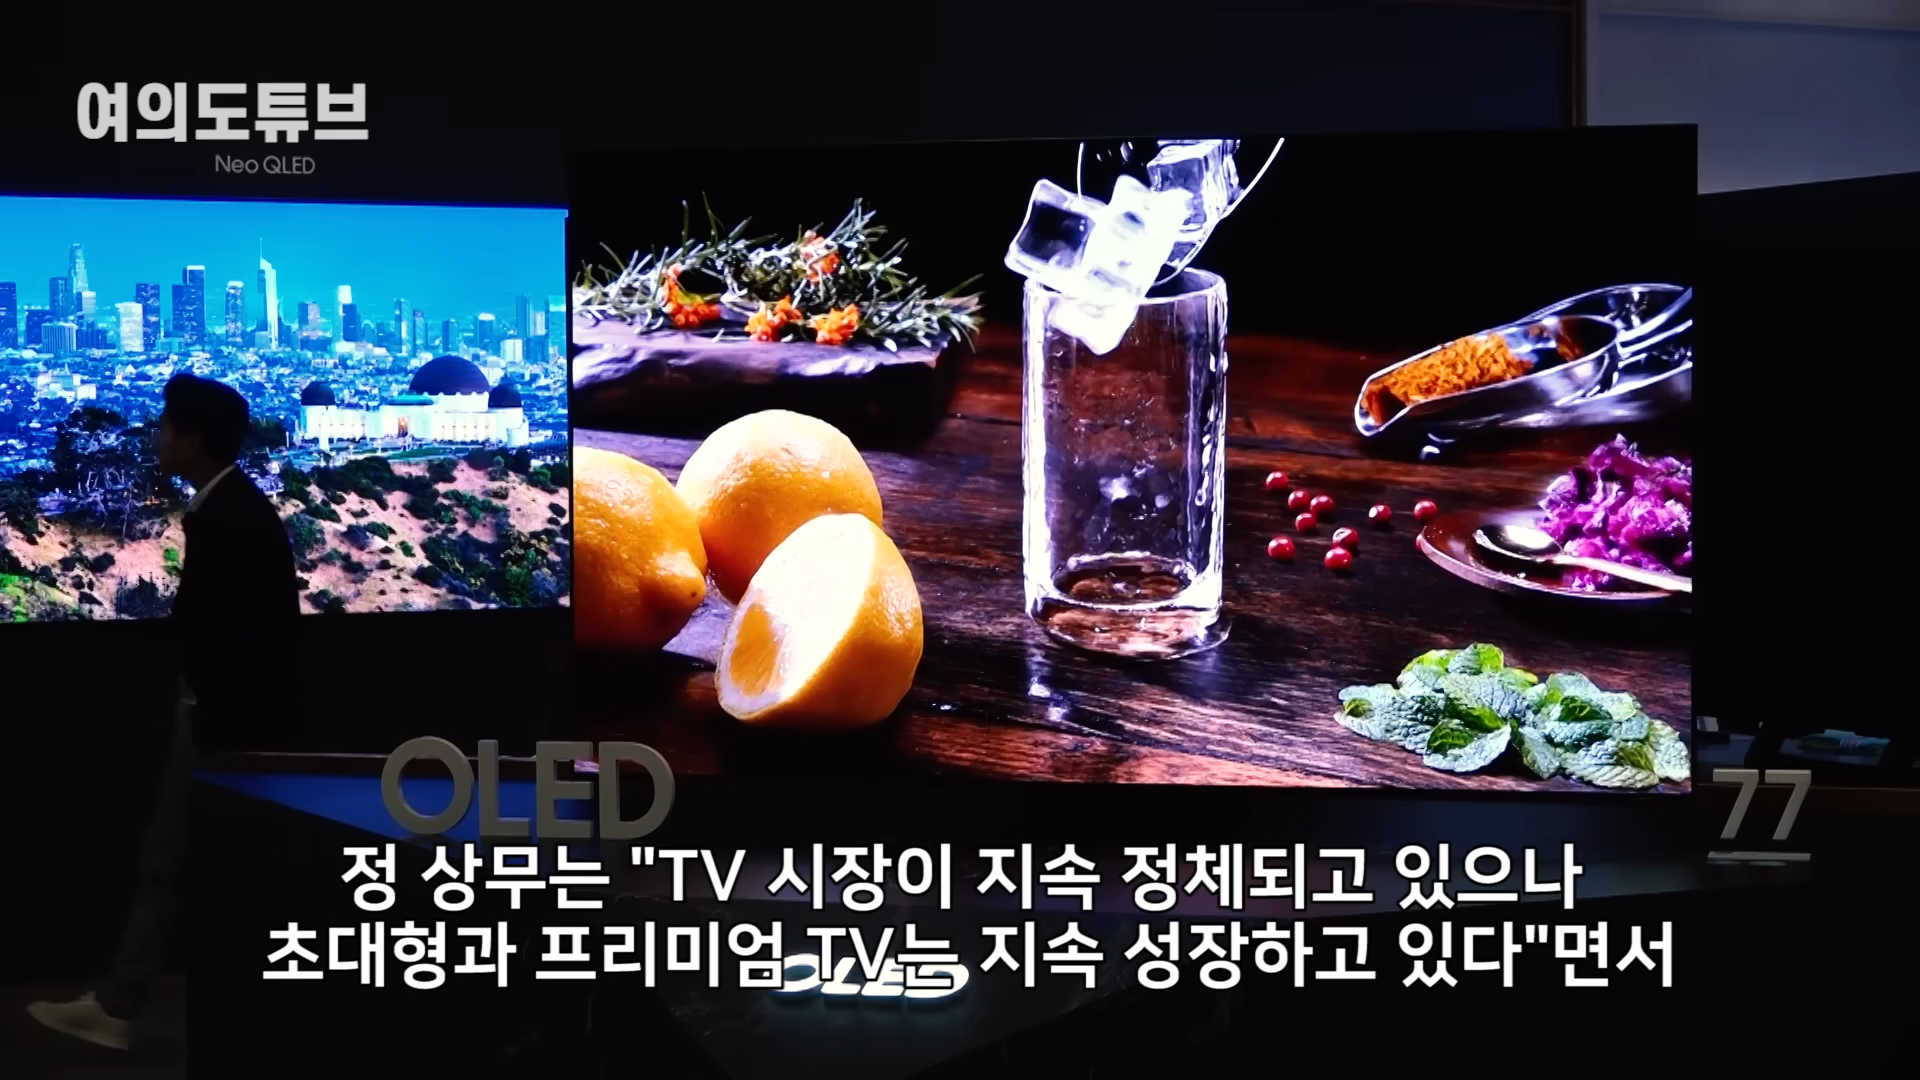 여의도튜브
Neo QLED
OLED
77
정 상무는 "TV 시장이 지속 정체되고 있으나
초대형과 프리미엄 TV는 지속 성장하고 있다"면서
OLED